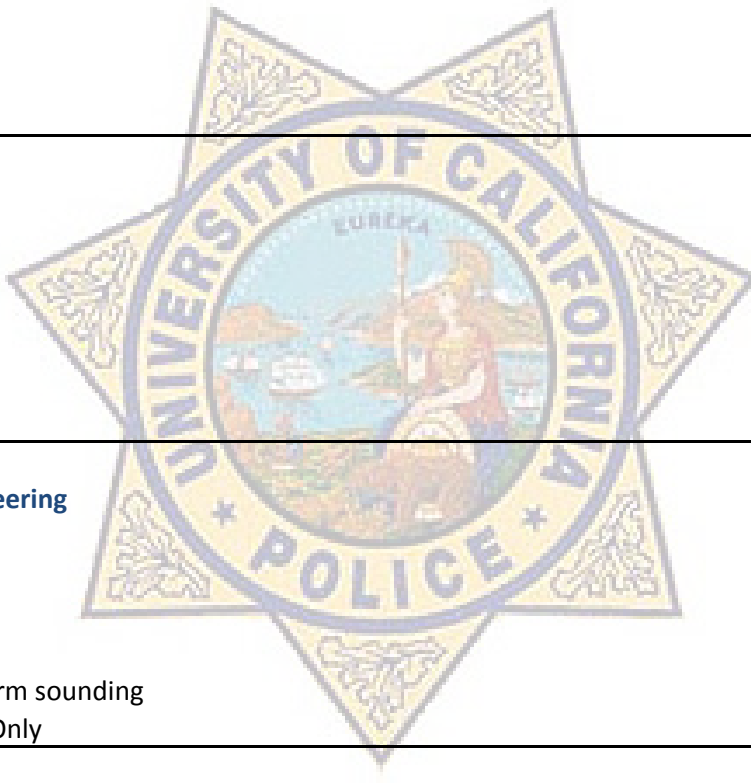 UNIVERSITY OF CALIFORNIA
EUREKA
eering
POLICE
rm sounding
Only